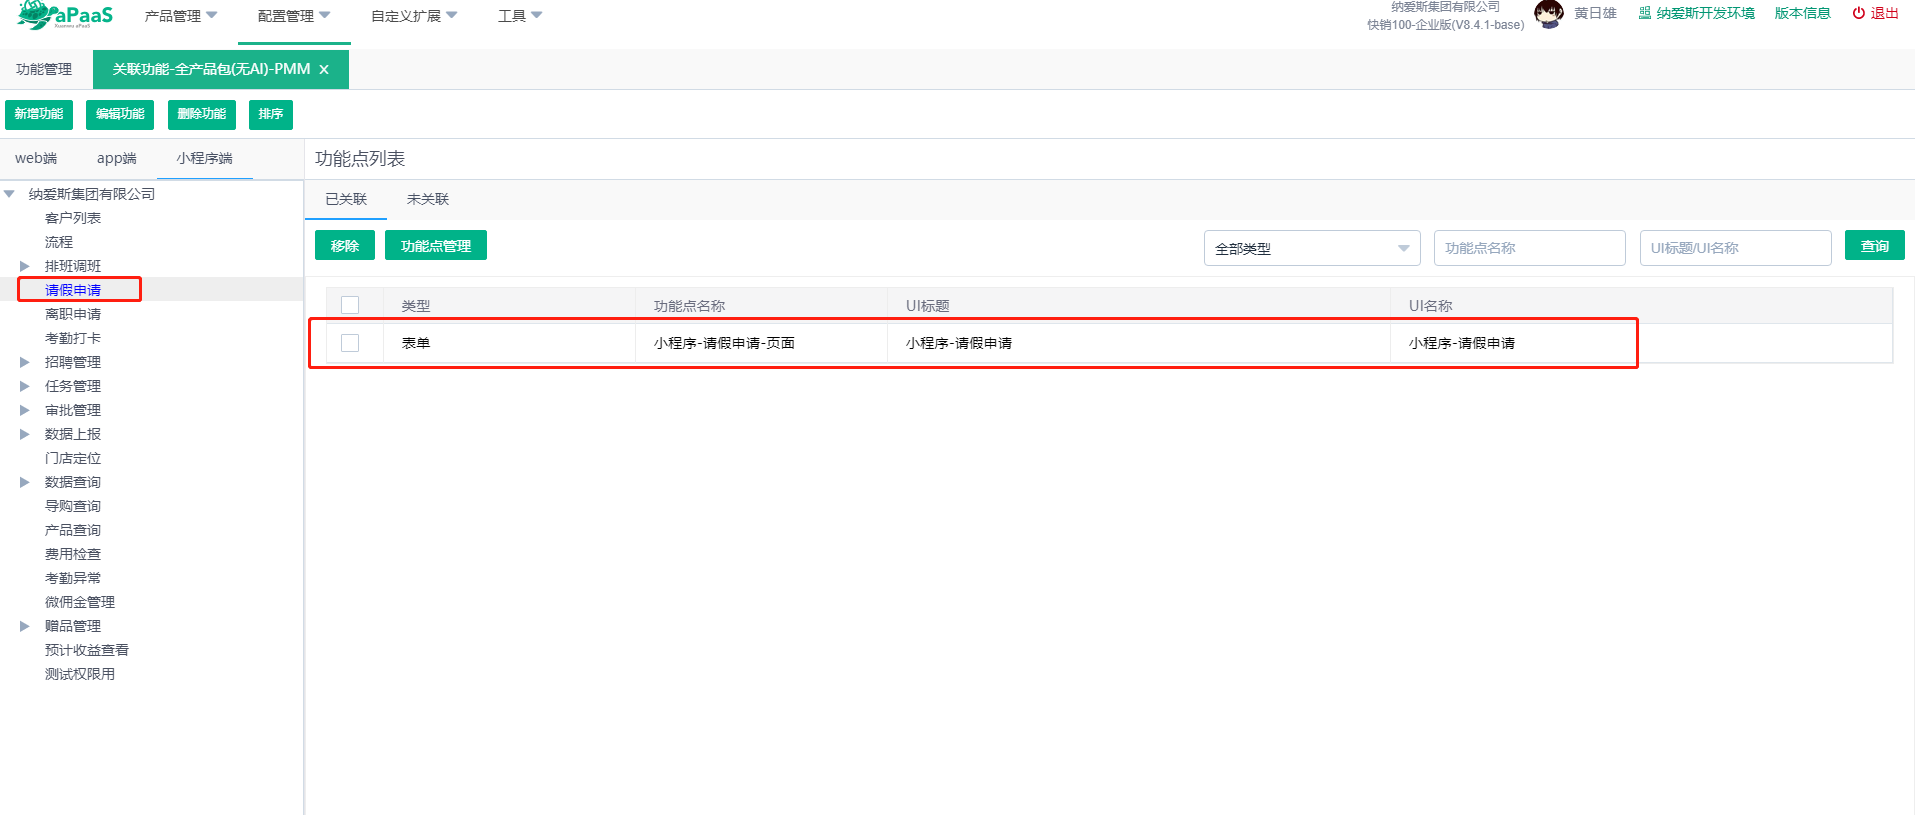 aPaaS
产品管理
配置管理
自定义扩展
工具
纳爱斯集团有限公司
快销100-企业版(V8.4.1-base)
黄日雄
纳爱斯开发环境
版本信息
退出
功能管理
关联功能-全产品包(无AI)-PMM X
新增功能
编辑功能
删除功能
排序
web端
app端
小程序端
纳爱斯集团有限公司
客户列表
流程
排班调班
请假申请
离职申请
考勤打卡
招聘管理
任务管理
审批管理
数据上报
门店定位
数据查询
导购查询
产品查询
费用检查
考勤异常
微佣金管理
赠品管理
预计收益查看
测试权限用
功能点列表
已关联
未关联
移除
功能点管理
全部类型
功能点名称
UI标题/UI名称
查询
类型
功能点名称
UI标题
UI名称
表单
小程序-请假申请-页面
小程序-请假申请
小程序-请假申请